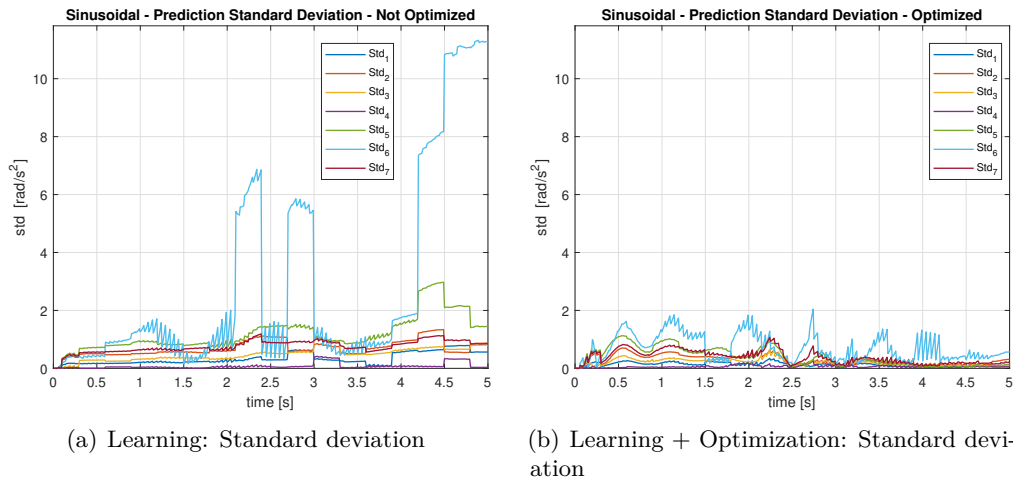 Sinusoidal - Prediction Standard Deviation - Not Optimized
std [rad/s²]
10
8
6
4
2
0
0 0.5 1 1.5 2 2.5 3 3.5 4 4.5 5
time [s]
Std₁
Std₂
Std₃
Std₄
Std₅
Std₆
Std₇
(a) Learning: Standard deviation
Sinusoidal - Prediction Standard Deviation - Optimized
std [rad/s²]
10
8
6
4
2
0
0 0.5 1 1.5 2 2.5 3 3.5 4 4.5 5
time [s]
Std₁
Std₂
Std₃
Std₄
Std₅
Std₆
Std₇
(b) Learning + Optimization: Standard devi-
ation